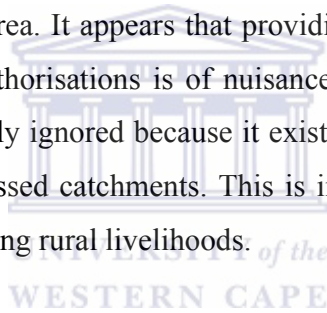 rea. It appears that providi
thorisations is of nuisance
ly ignored because it exist
ssed catchments. This is i
ng rural livelihoods.
UNIVERSITY of the
WESTERN CAPE